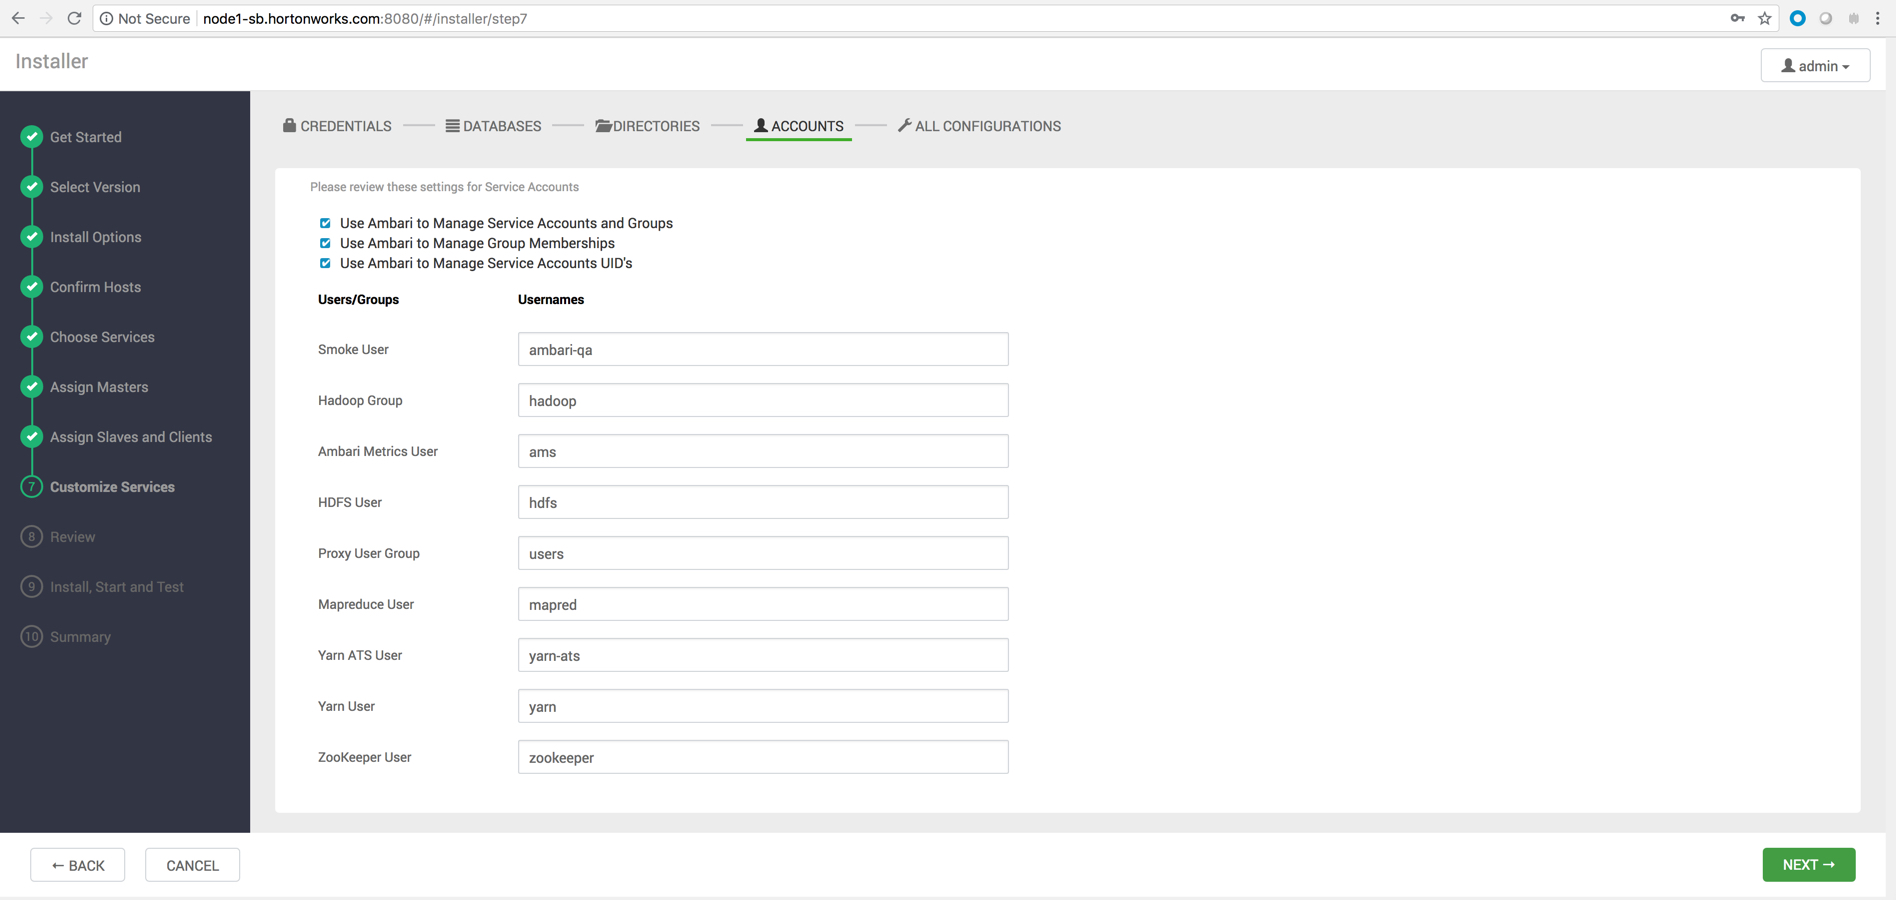 Not Secure node1-sb.hortonworks.com:8080/#/installer/step7
Installer
admin
Get Started
Select Version
Install Options
Confirm Hosts
Choose Services
Assign Masters
Assign Slaves and Clients
7 Customize Services
8 Review
9 Install, Start and Test
10 Summary
CREDENTIALS DATABASES DIRECTORIES ACCOUNTS ALL CONFIGURATIONS
Please review these settings for Service Accounts
Use Ambari to Manage Service Accounts and Groups
Use Ambari to Manage Group Memberships
Use Ambari to Manage Service Accounts UID's
Users/Groups Usernames
Smoke User ambari-qa
Hadoop Group hadoop
Ambari Metrics User ams
HDFS User hdfs
Proxy User Group users
Mapreduce User mapred
Yarn ATS User yarn-ats
Yarn User yarn
ZooKeeper User zookeeper
← BACK CANCEL NEXT →